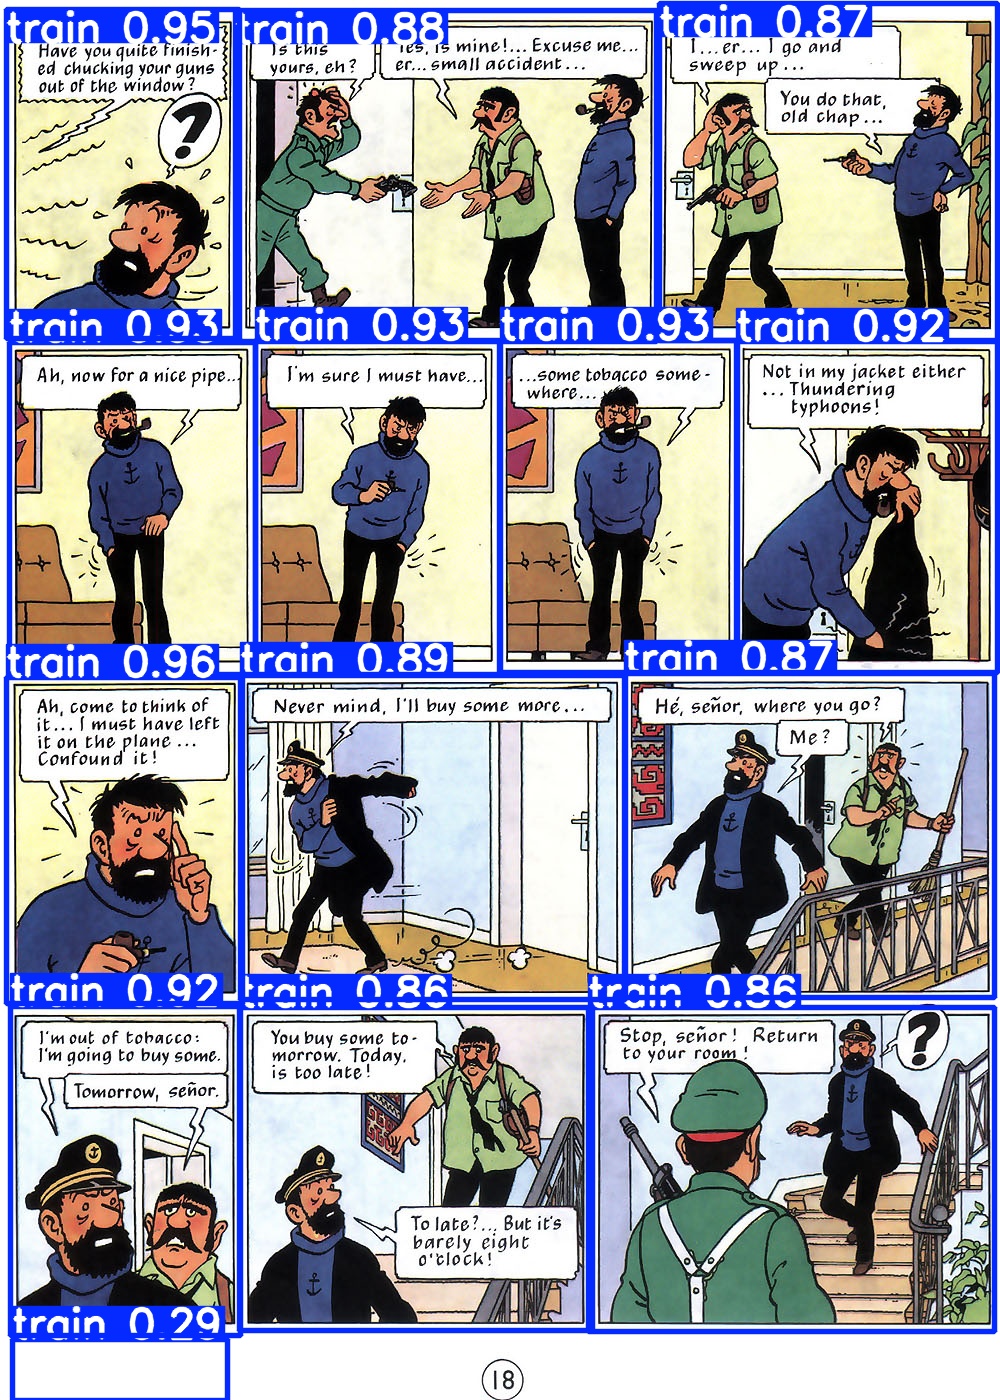 train 0.95
Have you quite finish-
ed chucking your guns
out of the window?
?
train 0.88
Is this
yours, eh?
Yes, is mine!... Excuse me...
er... small accident...
train 0.87
I... er... I go and
sweep up...
You do that,
old chap...
train 0.93
Ah, now for a nice pipe...
train 0.93
I'm sure I must have...
train 0.93
...some tobacco some-
where...
train 0.92
Not in my jacket either
... Thundering
typhoons!
train 0.96
Ah, come to think of
it... I must have left
it on the plane...
Confound it!
train 0.89
Never mind, I'll buy some more...
train 0.87
Hé, señor, where you go?
Me?
train 0.92
I'm out of tobacco:
I'm going to buy some.
Tomorrow, señor.
train 0.86
You buy some to-
morrow. Today,
is too late!
To late?... But it's
barely eight
o'clock!
train 0.86
Stop, señor! Return
to your room!
?
train 0.29
18